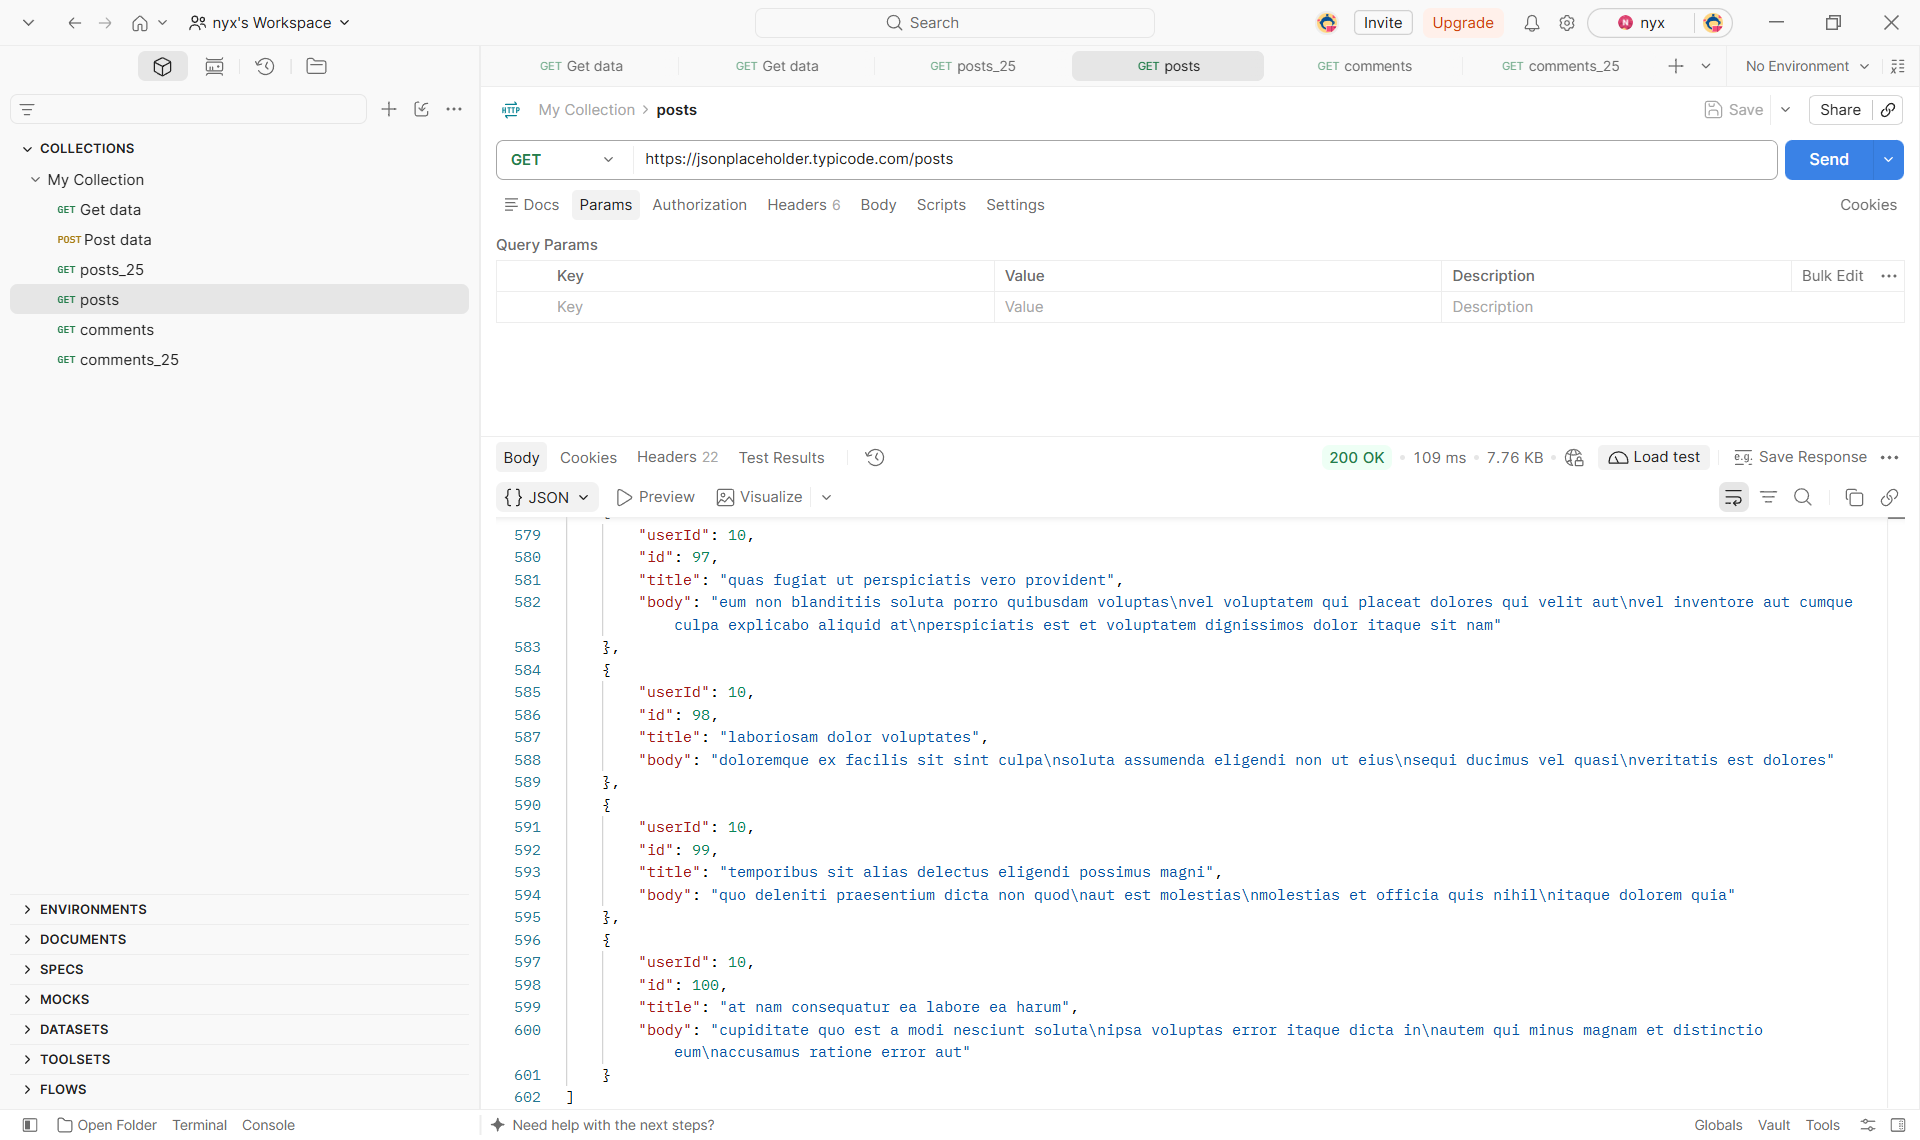 nyx's Workspace
Search
Invite
Upgrade
N nyx
GET Get data
GET Get data
GET posts_25
GET posts
GET comments
GET comments_25
No Environment
HTTP My Collection > posts
Save
Share
COLLECTIONS
My Collection
GET Get data
POST Post data
GET posts_25
GET posts
GET comments
GET comments_25
ENVIRONMENTS
DOCUMENTS
SPECS
MOCKS
DATASETS
TOOLSETS
FLOWS
GET https://jsonplaceholder.typicode.com/posts Send
Docs Params Authorization Headers 6 Body Scripts Settings Cookies
Query Params
Key Value Description Bulk Edit
Key Value Description
Body Cookies Headers 22 Test Results 200 OK • 109 ms • 7.76 KB • Load test e.g. Save Response
{} JSON Preview Visualize
579 "userId": 10,
580 "id": 97,
581 "title": "quas fugiat ut perspiciatis vero provident",
582 "body": "eum non blanditiis soluta porro quibusdam voluptas\nvel voluptatem qui placeat dolores qui velit aut\nvel inventore aut cumque
culpa explicabo aliquid at\nperspiciatis est et voluptatem dignissimos dolor itaque sit nam"
583 },
584 {
585 "userId": 10,
586 "id": 98,
587 "title": "laboriosam dolor voluptates",
588 "body": "doloremque ex facilis sit sint culpa\nsoluta assumenda eligendi non ut eius\nsequi ducimus vel quasi\nveritatis est dolores"
589 },
590 {
591 "userId": 10,
592 "id": 99,
593 "title": "temporibus sit alias delectus eligendi possimus magni",
594 "body": "quo deleniti praesentium dicta non quod\naut est molestias\nmolestias et officia quis nihil\nitaque dolorem quia"
595 },
596 {
597 "userId": 10,
598 "id": 100,
599 "title": "at nam consequatur ea labore ea harum",
600 "body": "cupiditate quo est a modi nesciunt soluta\nipsa voluptas error itaque dicta in\nautem qui minus magnam et distinctio
eum\naccusamus ratione error aut"
601 }
602 ]
Open Folder Terminal Console
Need help with the next steps?
Globals Vault Tools